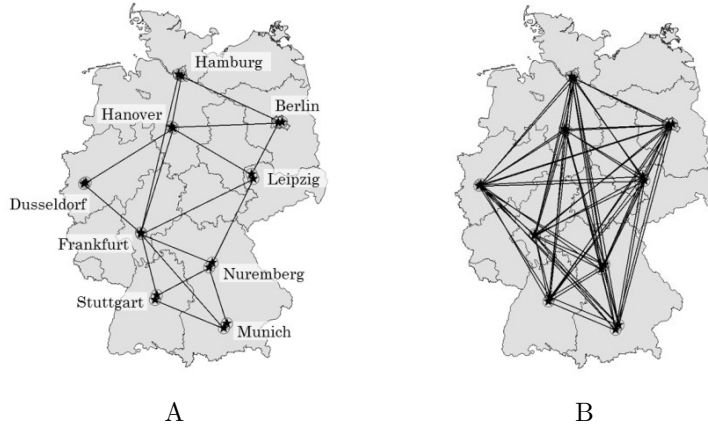 Hamburg
Berlin
Hanover
Leipzig
Dusseldorf
Frankfurt
Nuremberg
Stuttgart
Munich
A
B